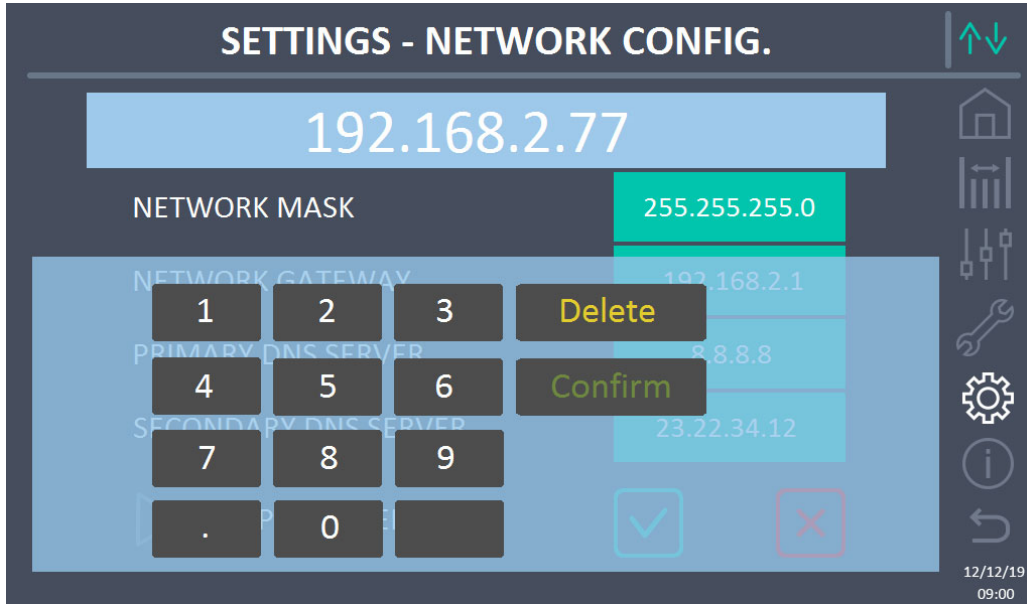 SETTINGS - NETWORK CONFIG.
192.168.2.77
NETWORK MASK 255.255.255.0
NETWORK GATEWAY 192.168.2.1
1 2 3 Delete
PRIMARY DNS SERVER 8.8.8.8
4 5 6 Confirm
SECONDARY DNS SERVER 23.22.34.12
7 8 9
. 0
12/12/19
09:00